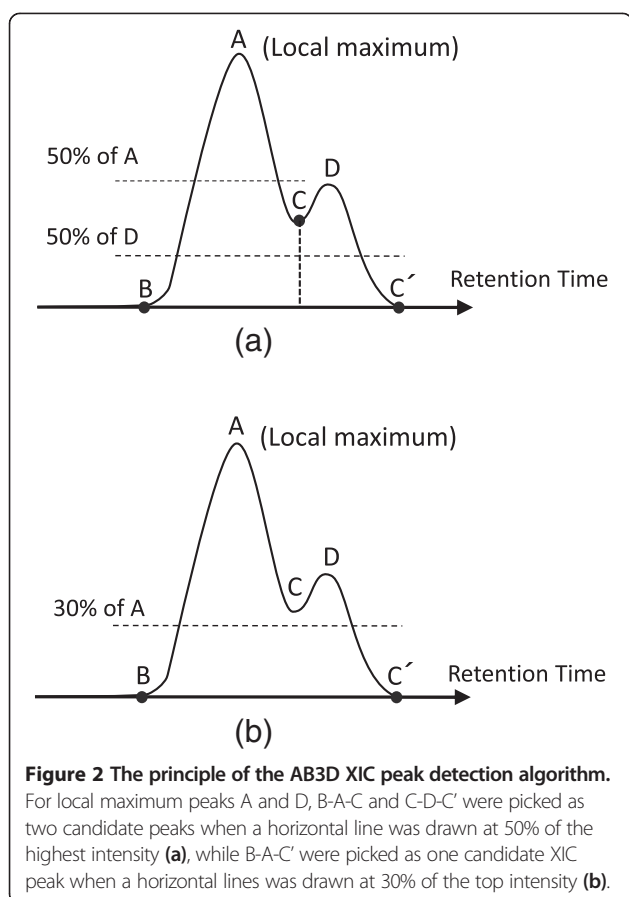 A (Local maximum)
50% of A
D
C
50% of D
Retention Time
B
C´
(a)
A (Local maximum)
D
C
30% of A
Retention Time
B
C´
(b)
Figure 2 The principle of the AB3D XIC peak detection algorithm.
For local maximum peaks A and D, B-A-C and C-D-C’ were picked as
two candidate peaks when a horizontal line was drawn at 50% of the
highest intensity (a), while B-A-C’ were picked as one candidate XIC
peak when a horizontal lines was drawn at 30% of the top intensity (b).